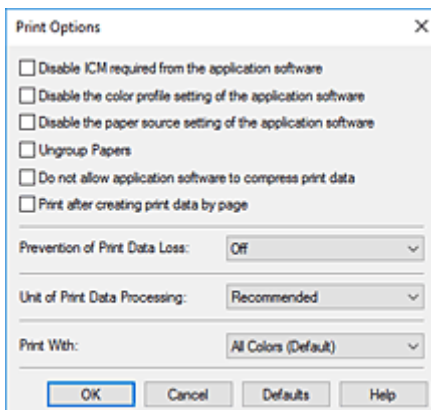 Print Options
Disable ICM required from the application software
Disable the color profile setting of the application software
Disable the paper source setting of the application software
Ungroup Papers
Do not allow application software to compress print data
Print after creating print data by page
Prevention of Print Data Loss: Off
Unit of Print Data Processing: Recommended
Print With: All Colors (Default)
OK Cancel Defaults Help